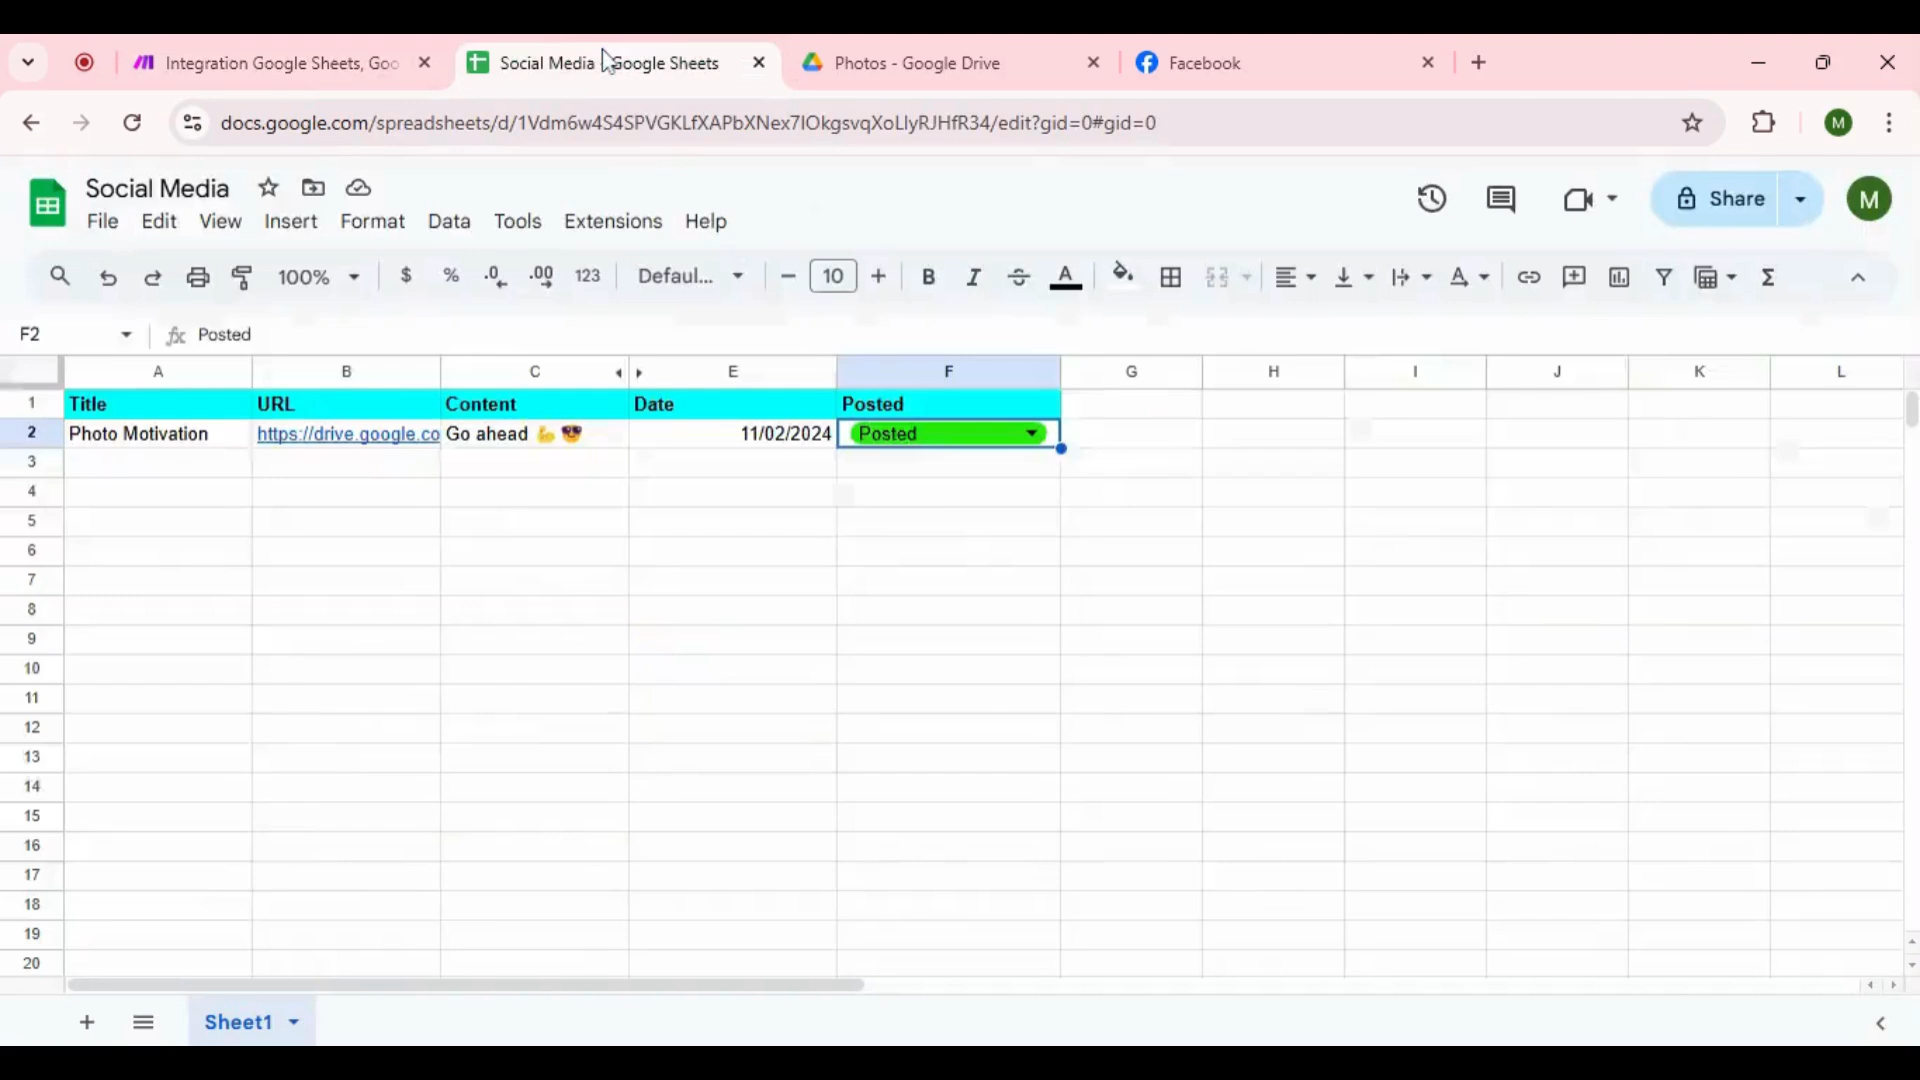 Integration Google Sheets, Goo
Social Media - Google Sheets
Photos - Google Drive
Facebook
docs.google.com/spreadsheets/d/1Vdm6w4S4SPVGKLfXAPbXNex7IOkgsvqXoLlyRJHfR34/edit?gid=0#gid=0
M
Social Media
File Edit View Insert Format Data Tools Extensions Help
Share
M
100% $ % .0 .00 123 Defaul... 10 B I S A Σ
F2 fx Posted
A B C E F G H I J K L
1 Title URL Content Date Posted
2 Photo Motivation https://drive.google.co Go ahead 💪 😎 11/02/2024 Posted
3
4
5
6
7
8
9
10
11
12
13
14
15
16
17
18
19
20
Sheet1